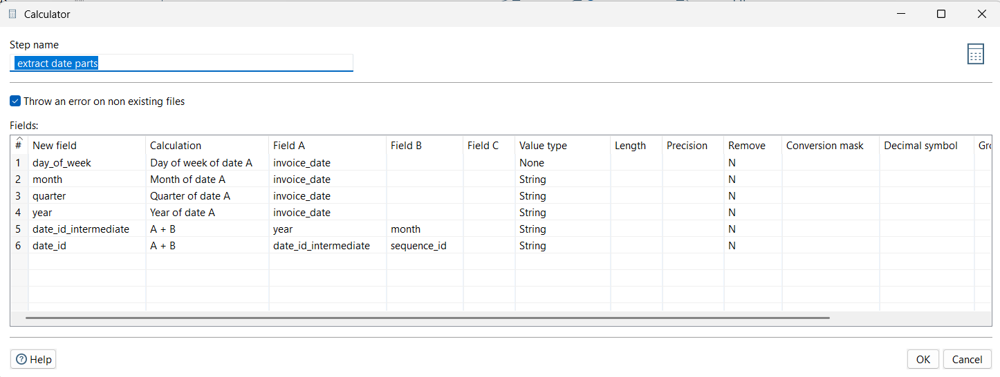 Calculator
Step name
extract date parts
Throw an error on non existing files
Fields:
# New field Calculation Field A Field B Field C Value type Length Precision Remove Conversion mask Decimal symbol Gro
1 day_of_week Day of week of date A invoice_date None N
2 month Month of date A invoice_date String N
3 quarter Quarter of date A invoice_date String N
4 year Year of date A invoice_date String N
5 date_id_intermediate A + B year month String N
6 date_id A + B date_id_intermediate sequence_id String N
Help OK Cancel